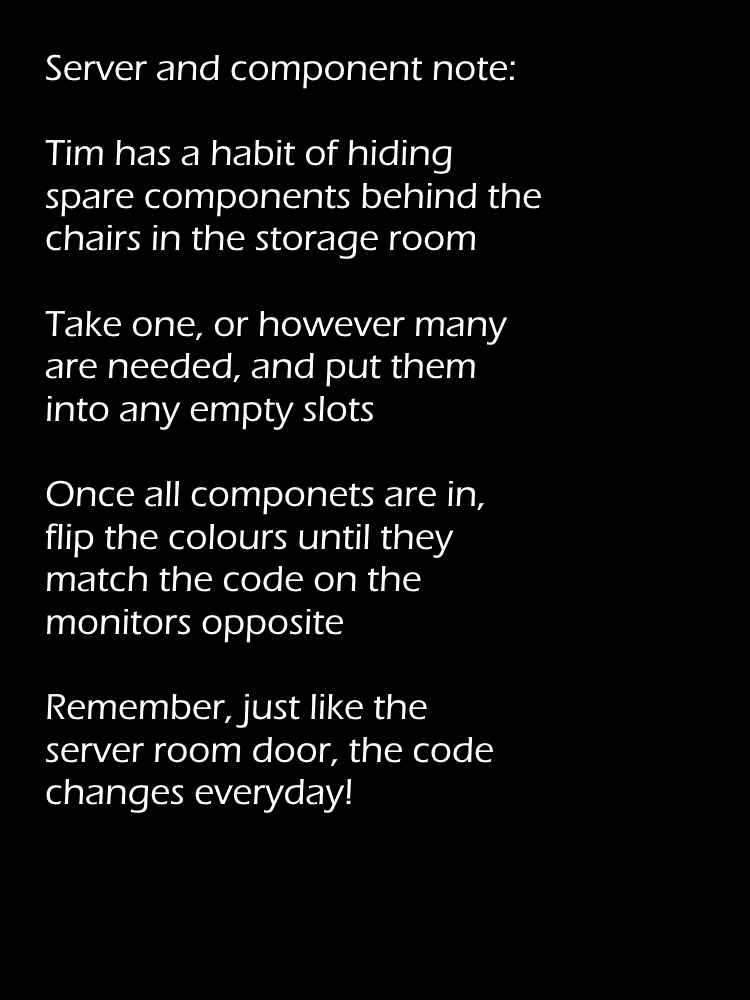 Server and component note:
Tim has a habit of hiding
spare components behind the
chairs in the storage room
Take one, or however many
are needed, and put them
into any empty slots
Once all componets are in,
flip the colours until they
match the code on the
monitors opposite
Remember, just like the
server room door, the code
changes everyday!